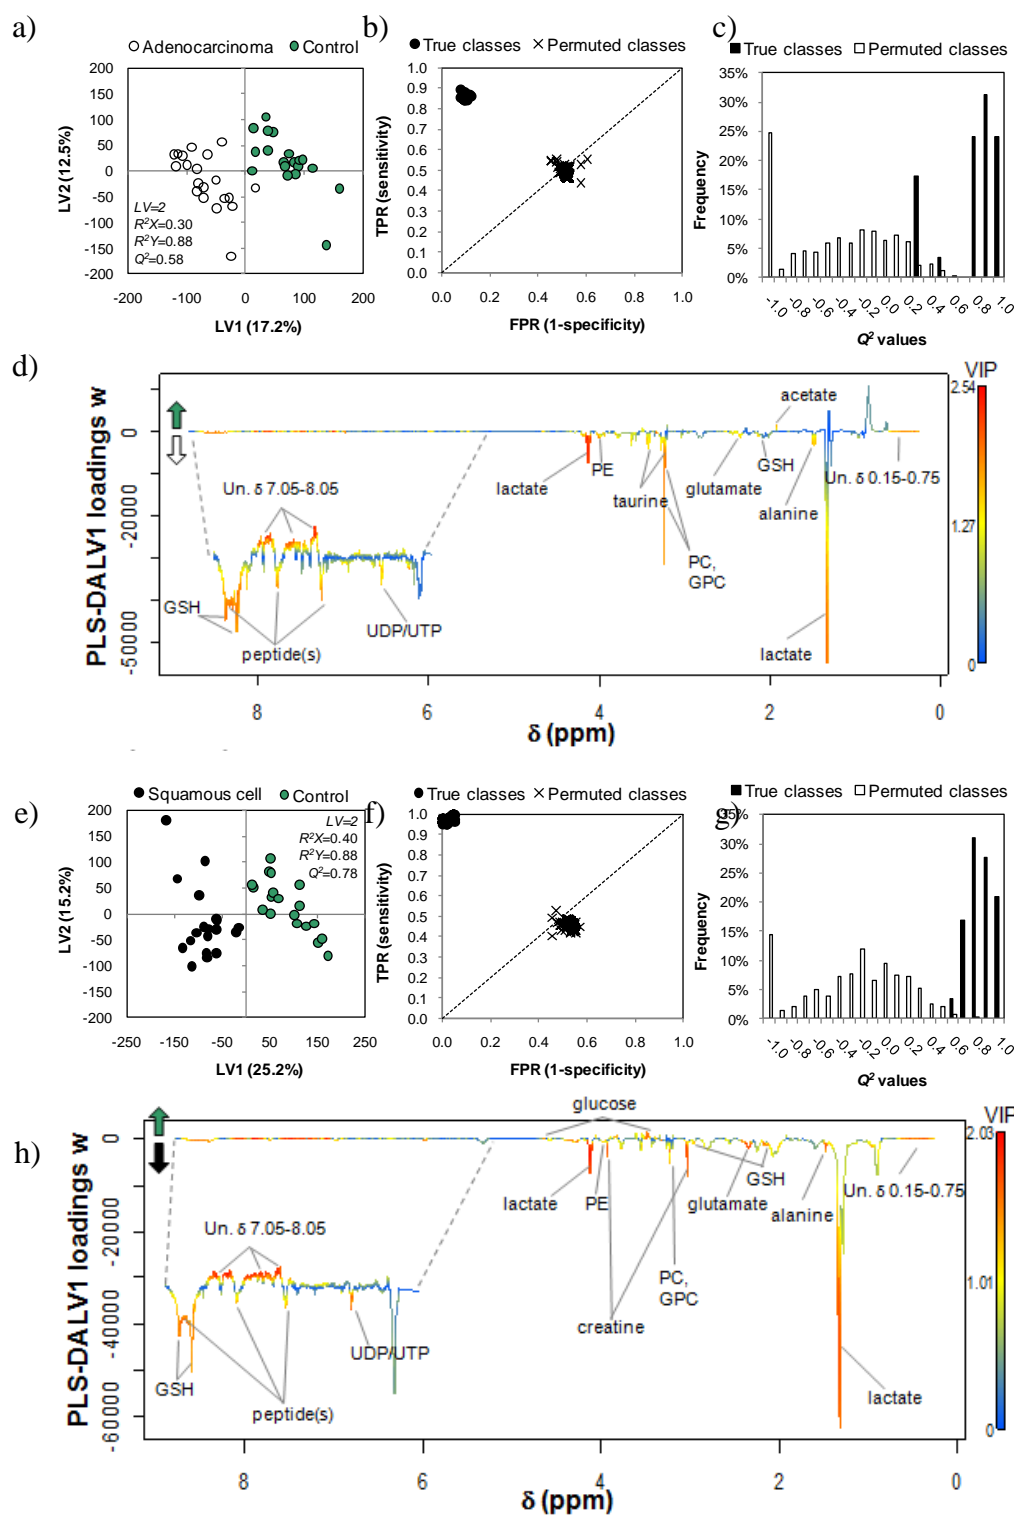 a)
b)
c)
Adenocarcinoma Control
True classes Permuted classes
True classes Permuted classes
200
150
100
50
0
-50
-100
-150
-200
-200 -100 0 100 200
LV2 (12.5%)
LV1 (17.2%)
LV=2
R²X=0.30
R²Y=0.88
Q²=0.58
1.0
0.9
0.8
0.7
0.6
0.5
0.4
0.3
0.2
0.1
0.0
0.0 0.2 0.4 0.6 0.8 1.0
TPR (sensitivity)
FPR (1-specificity)
35%
30%
25%
20%
15%
10%
5%
0%
-1.0 -0.8 -0.6 -0.4 -0.2 0.0 0.2 0.4 0.6 0.8 1.0
Frequency
Q² values
d)
VIP
2.54
1.27
0
PLS-DALV1 loadings w
0
-20000
-50000
acetate
lactate
PE
taurine
glutamate
GSH
alanine
Un. δ 0.15-0.75
Un. δ 7.05-8.05
PC,
GPC
GSH
UDP/UTP
peptide(s)
lactate
8 6 4 2 0
δ (ppm)
e)
f)
g)
Squamous cell Control
True classes Permuted classes
True classes Permuted classes
200
150
100
50
0
-50
-100
-150
-200
-250 -150 -50 50 150 250
LV2 (15.2%)
LV1 (25.2%)
LV=2
R²X=0.40
R²Y=0.88
Q²=0.78
1.0
0.9
0.8
0.7
0.6
0.5
0.4
0.3
0.2
0.1
0.0
0.0 0.2 0.4 0.6 0.8 1.0
TPR (sensitivity)
FPR (1-specificity)
35%
30%
25%
20%
15%
10%
5%
0%
-1.0 -0.8 -0.6 -0.4 -0.2 0.0 0.2 0.4 0.6 0.8 1.0
Frequency
Q² values
h)
VIP
2.03
1.01
0
PLS-DALV1 loadings w
0
-20000
-40000
-60000
glucose
lactate
PE
GSH
glutamate
alanine
Un. δ 0.15-0.75
Un. δ 7.05-8.05
PC,
GPC
creatine
UDP/UTP
GSH
peptide(s)
lactate
8 6 4 2 0
δ (ppm)